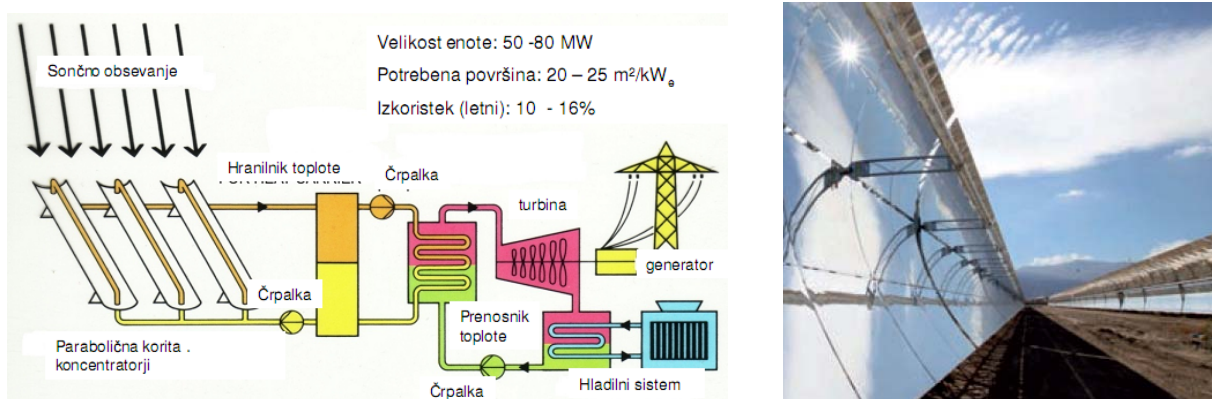 Velikost enote: 50 -80 MW
Sončno obsevanje
Potrebena površina: 20 – 25 m²/kWe
Izkoristek (letni): 10 - 16%
Hranilnik toplote
Črpalka
turbina
generator
Črpalka
Prenosnik
toplote
Parabolična korita .
koncentratorji
Črpalka
Hladilni sistem